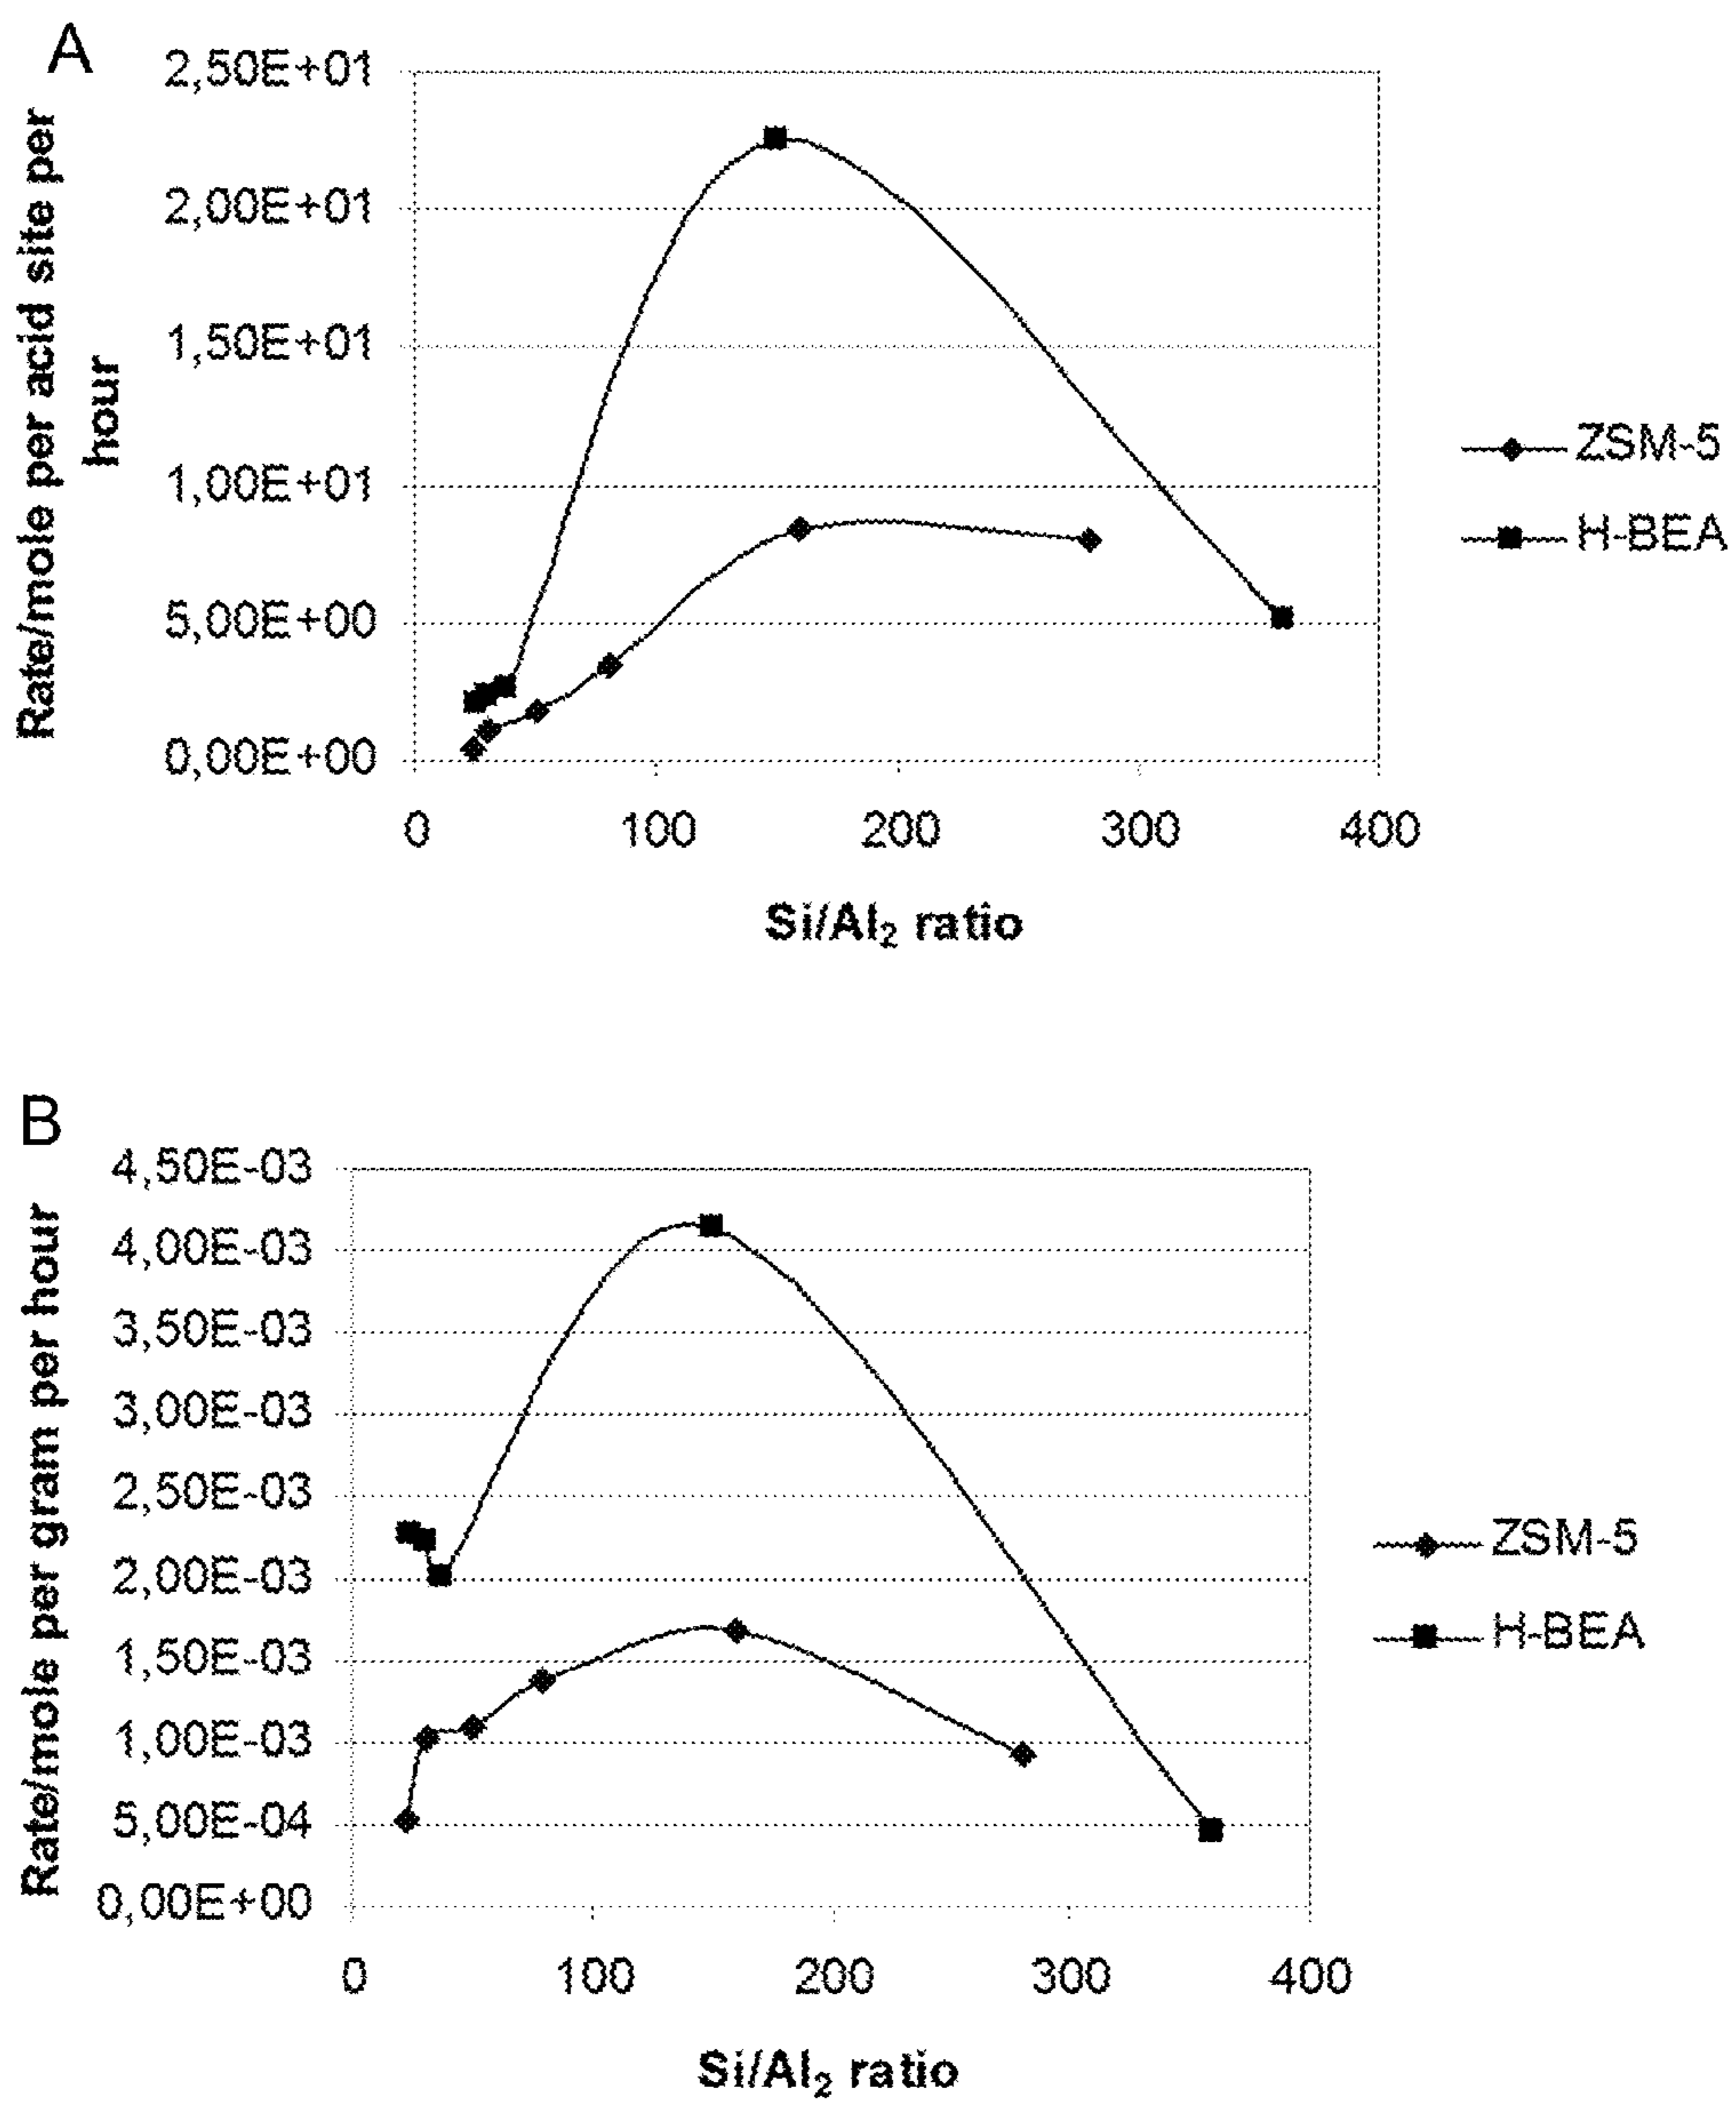 A
2,50E+01
2,00E+01
1,50E+01
1,00E+01
5,00E+00
0,00E+00
Rate/mole per acid site per
hour
0 100 200 300 400
Si/Al₂ ratio
ZSM-5
H-BEA
B
4,50E-03
4,00E-03
3,50E-03
3,00E-03
2,50E-03
2,00E-03
1,50E-03
1,00E-03
5,00E-04
0,00E+00
Rate/mole per gram per hour
0 100 200 300 400
Si/Al₂ ratio
ZSM-5
H-BEA